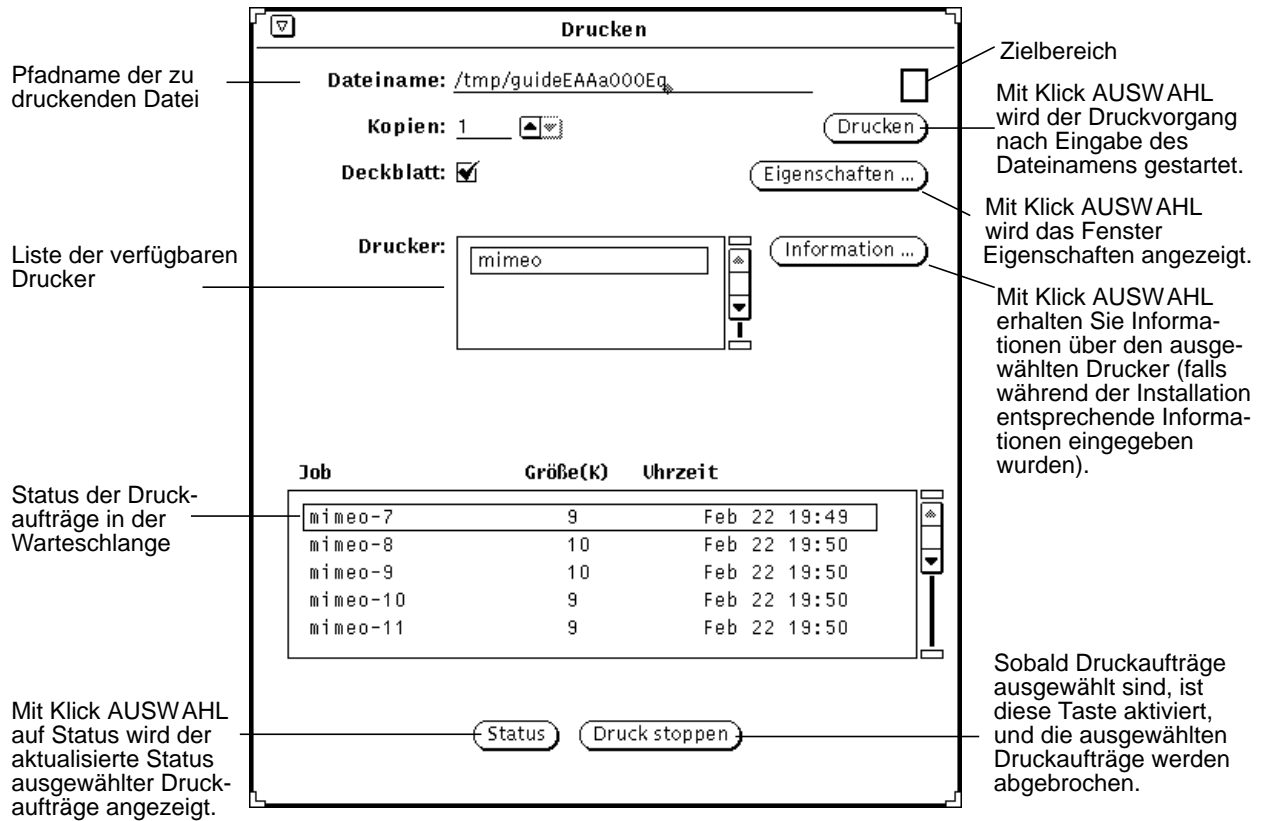 Drucken
Pfadname der zu
druckenden Datei
Dateiname: /tmp/guideEAAa000Eq
Kopien: 1
Deckblatt:
Zielbereich
Drucken
Mit Klick AUSWAHL
wird der Druckvorgang
nach Eingabe des
Dateinamens gestartet.
Eigenschaften ...
Mit Klick AUSWAHL
wird das Fenster
Eigenschaften angezeigt.
Liste der verfügbaren
Drucker
Drucker:
mimeo
Information ...
Mit Klick AUSWAHL
erhalten Sie Informa-
tionen über den ausge-
wählten Drucker (falls
während der Installation
entsprechende Informa-
tionen eingegeben
wurden).
Job Größe(K) Uhrzeit
Status der Druck-
aufträge in der
Warteschlange
mimeo-7 9 Feb 22 19:49
mimeo-8 10 Feb 22 19:50
mimeo-9 10 Feb 22 19:50
mimeo-10 9 Feb 22 19:50
mimeo-11 9 Feb 22 19:50
Mit Klick AUSWAHL
auf Status wird der
aktualisierte Status
ausgewählter Druck-
aufträge angezeigt.
Status
Druck stoppen
Sobald Druckaufträge
ausgewählt sind, ist
diese Taste aktiviert,
und die ausgewählten
Druckaufträge werden
abgebrochen.